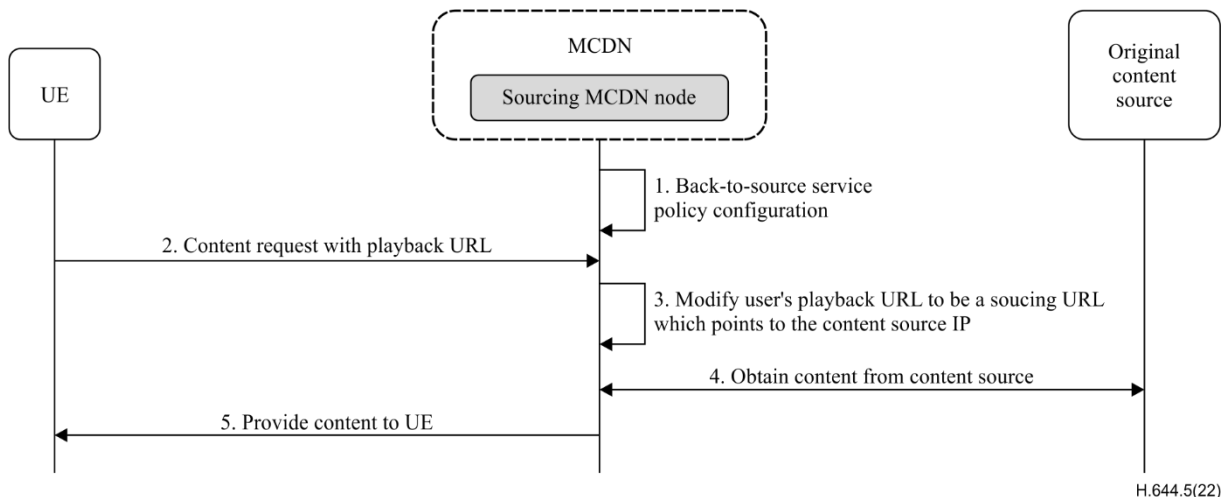 MCDN
Sourcing MCDN node
UE
Original
content
source
1. Back-to-source service
policy configuration
2. Content request with playback URL
3. Modify user's playback URL to be a soucing URL
which points to the content source IP
4. Obtain content from content source
5. Provide content to UE
H.644.5(22)